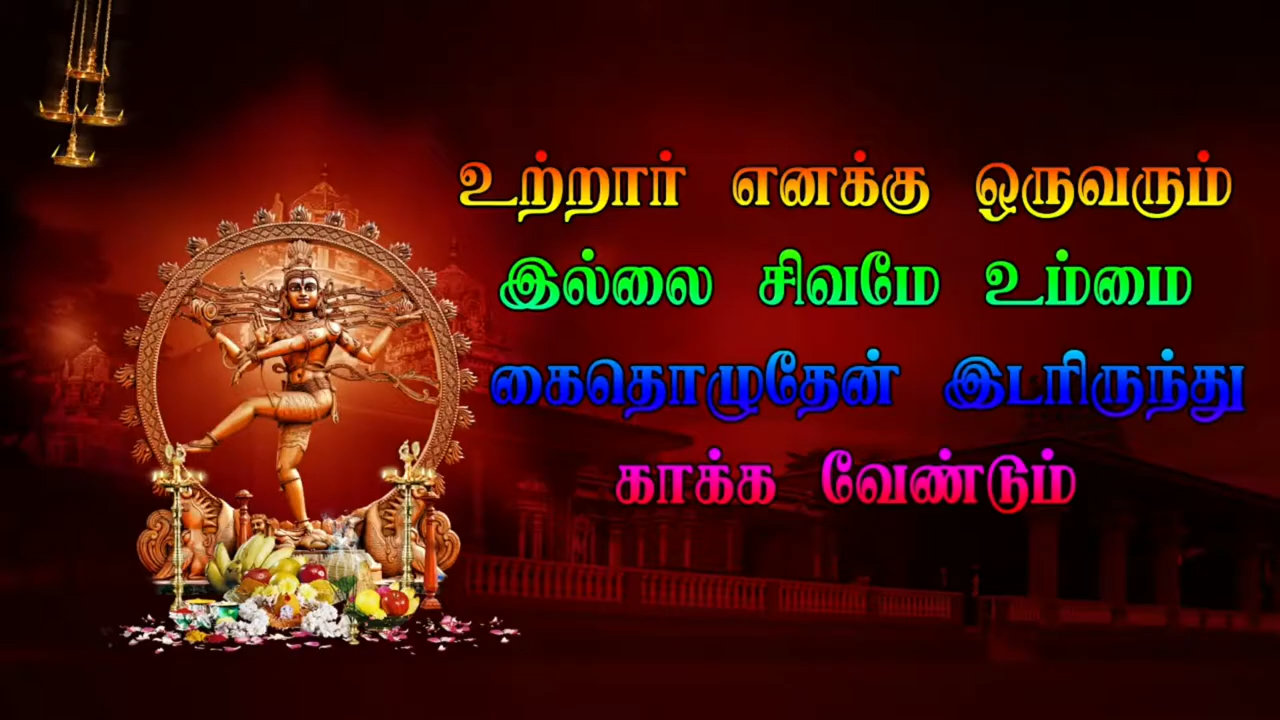 உற்றார் எனக்கு ஒருவரும்
இல்லை சிவமே உம்மை
கைதொழுதேன் இடரிருந்து
காக்க வேண்டும்